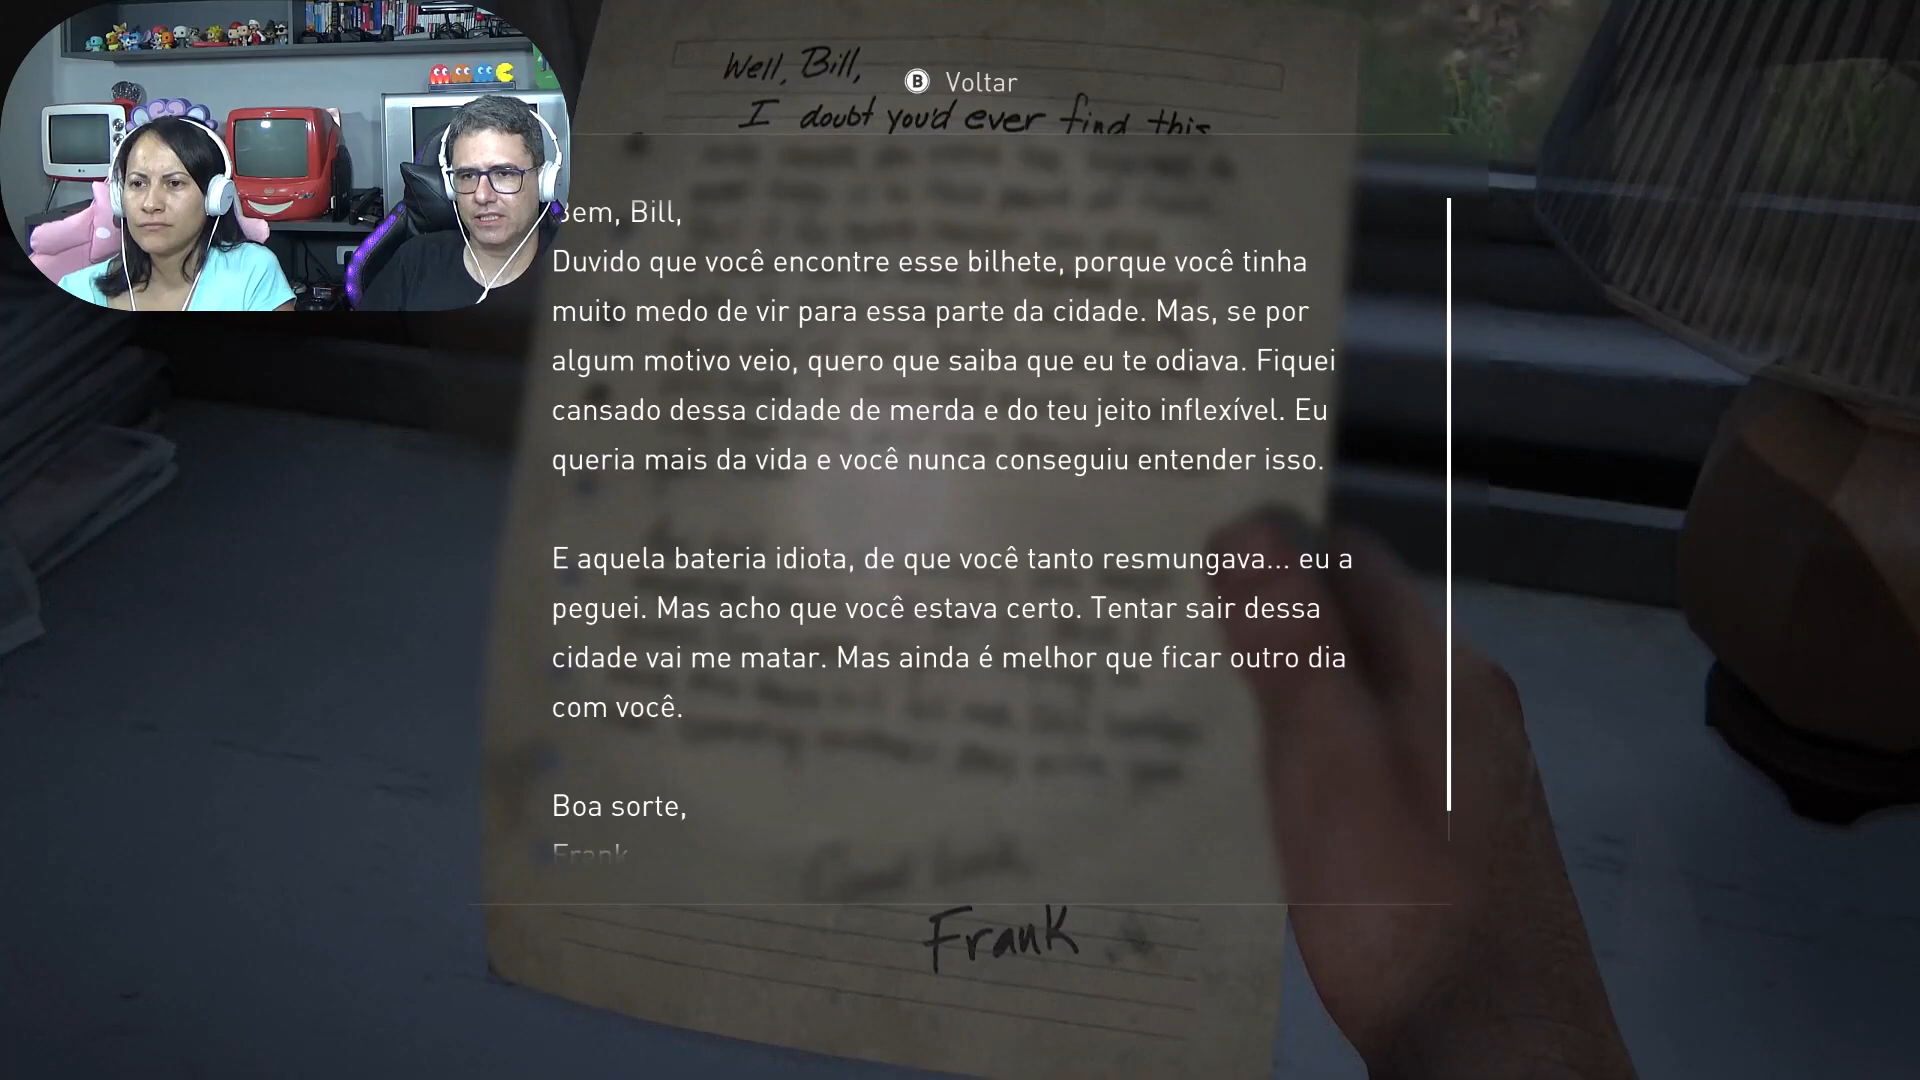 Well, Bill,
B Voltar
I doubt you'd ever find this
Bem, Bill,
Duvido que você encontre esse bilhete, porque você tinha
muito medo de vir para essa parte da cidade. Mas, se por
algum motivo veio, quero que saiba que eu te odiava. Fiquei
cansado dessa cidade de merda e do teu jeito inflexível. Eu
queria mais da vida e você nunca conseguiu entender isso.
E aquela bateria idiota, de que você tanto resmungava... eu a
peguei. Mas acho que você estava certo. Tentar sair dessa
cidade vai me matar. Mas ainda é melhor que ficar outro dia
com você.
Boa sorte,
Frank
Good luck
Frank